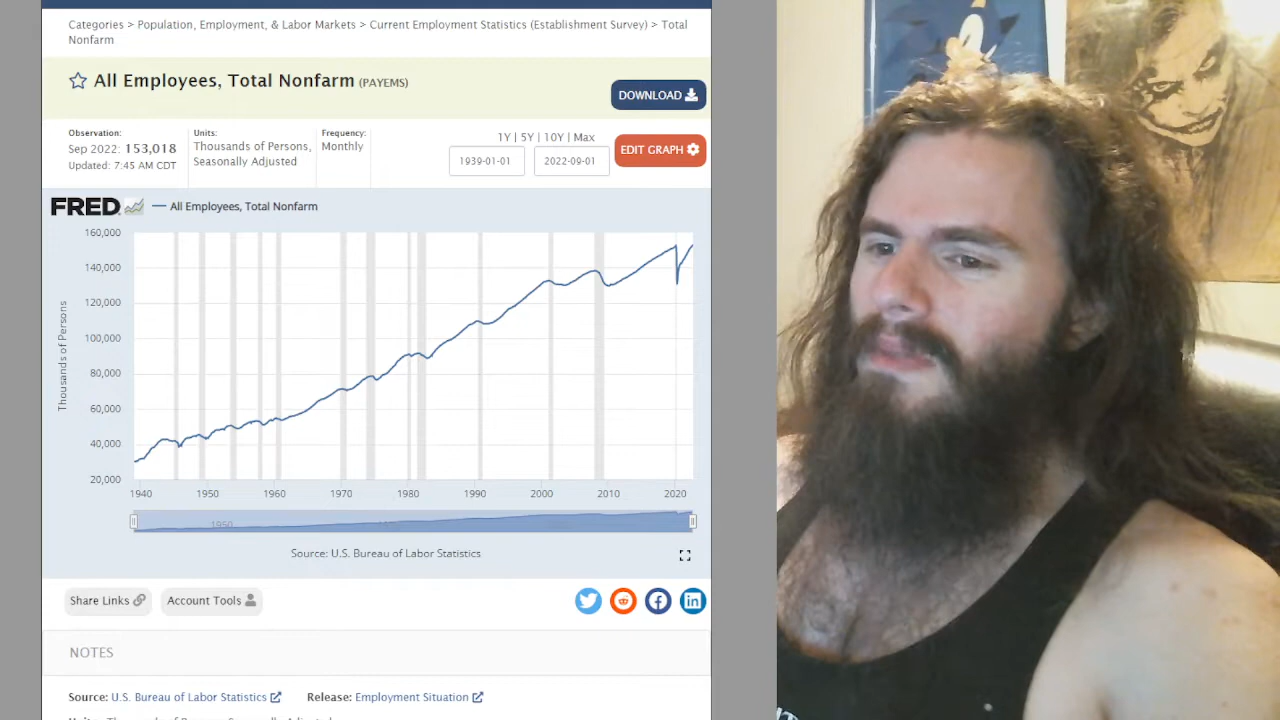 Categories > Population, Employment, & Labor Markets > Current Employment Statistics (Establishment Survey) > Total
Nonfarm
All Employees, Total Nonfarm (PAYEMS)
DOWNLOAD
Observation:
Sep 2022: 153,018
Updated: 7:45 AM CDT
Units:
Thousands of Persons,
Seasonally Adjusted
Frequency:
Monthly
1Y | 5Y | 10Y | Max
1939-01-01
2022-09-01
EDIT GRAPH
FRED
All Employees, Total Nonfarm
Thousands of Persons
160,000
140,000
120,000
100,000
80,000
60,000
40,000
20,000
1940 1950 1960 1970 1980 1990 2000 2010 2020
1950
Source: U.S. Bureau of Labor Statistics
Share Links
Account Tools
in
NOTES
Source: U.S. Bureau of Labor Statistics
Release: Employment Situation